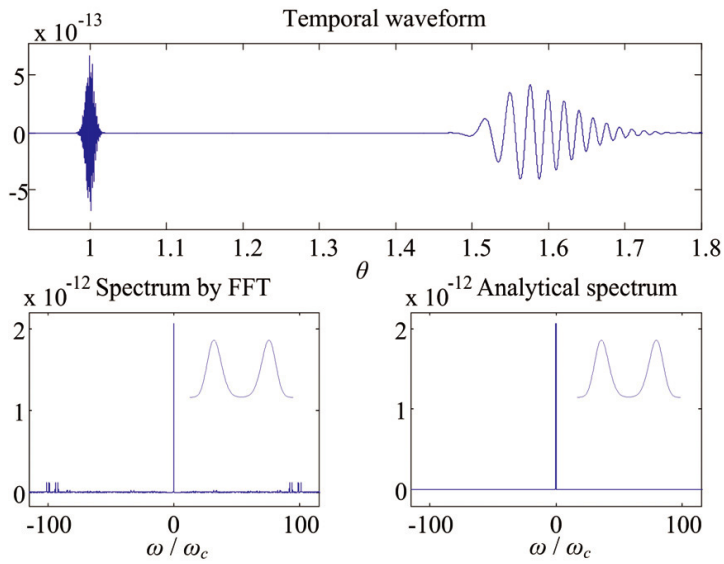 Temporal waveform
x 10^-13
5
0
-5
1 1.1 1.2 1.3 1.4 1.5 1.6 1.7 1.8
θ
x 10^-12 Spectrum by FFT
2
1
0
-100 0 100
ω / ω_c
x 10^-12 Analytical spectrum
2
1
0
-100 0 100
ω / ω_c